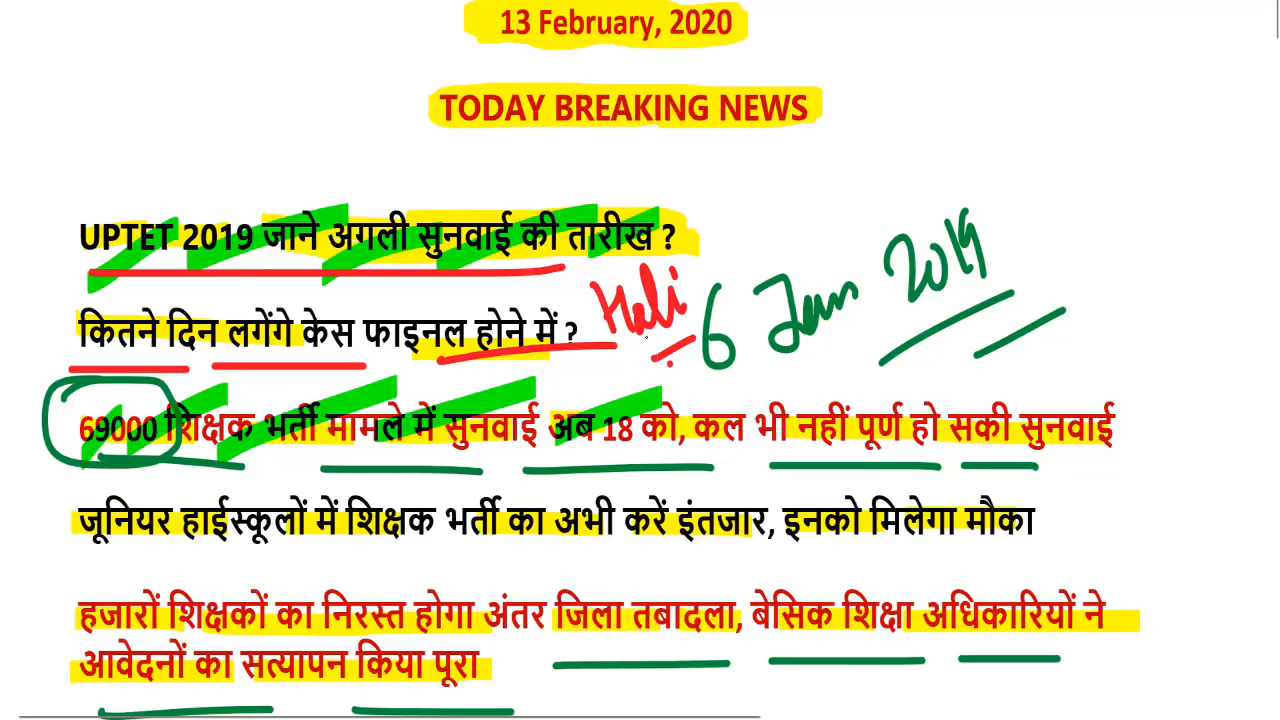 13 February, 2020
TODAY BREAKING NEWS
UPTET 2019 जाने अगली सुनवाई की तारीख ?
कितने दिन लगेंगे केस फाइनल होने में ?
Holi 6 Jan 2019
69000 शिक्षक भर्ती मामले में सुनवाई अब 18 को, कल भी नहीं पूर्ण हो सकी सुनवाई
जूनियर हाईस्कूलों में शिक्षक भर्ती का अभी करें इंतजार, इनको मिलेगा मौका
हजारों शिक्षकों का निरस्त होगा अंतर जिला तबादला, बेसिक शिक्षा अधिकारियों ने
आवेदनों का सत्यापन किया पूरा